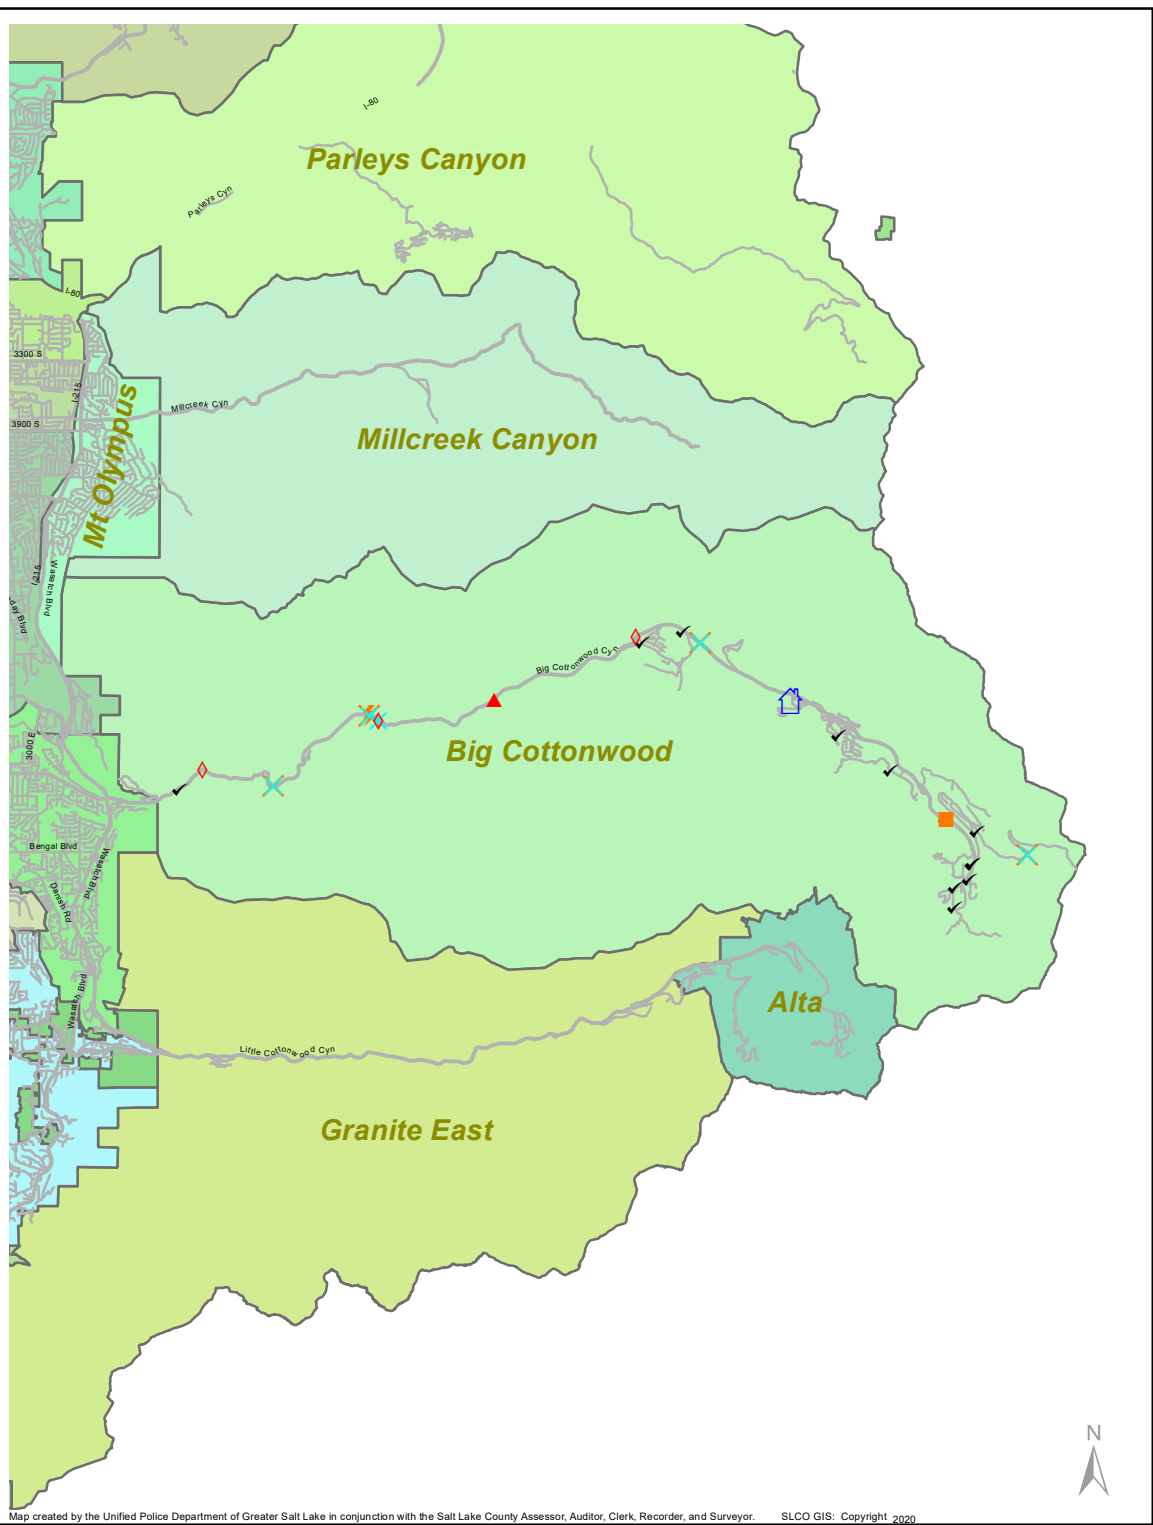 I-80
Parleys Canyon
Parleys Cyn
I-80
3300 S
I-215
Millcreek Cyn
3900 S
Mt Olympus
Millcreek Canyon
I-215
Wasatch Blvd
day Blvd
Big Cottonwood Cyn
3000 E
Big Cottonwood
Bengal Blvd
Wasatch Blvd
Danish Rd
Wasatch Blvd
Alta
Little Cottonwood Cyn
Granite East
N
Map created by the Unified Police Department of Greater Salt Lake in conjunction with the Salt Lake County Assessor, Auditor, Clerk, Recorder, and Surveyor. SLCO GIS: Copyright 2020